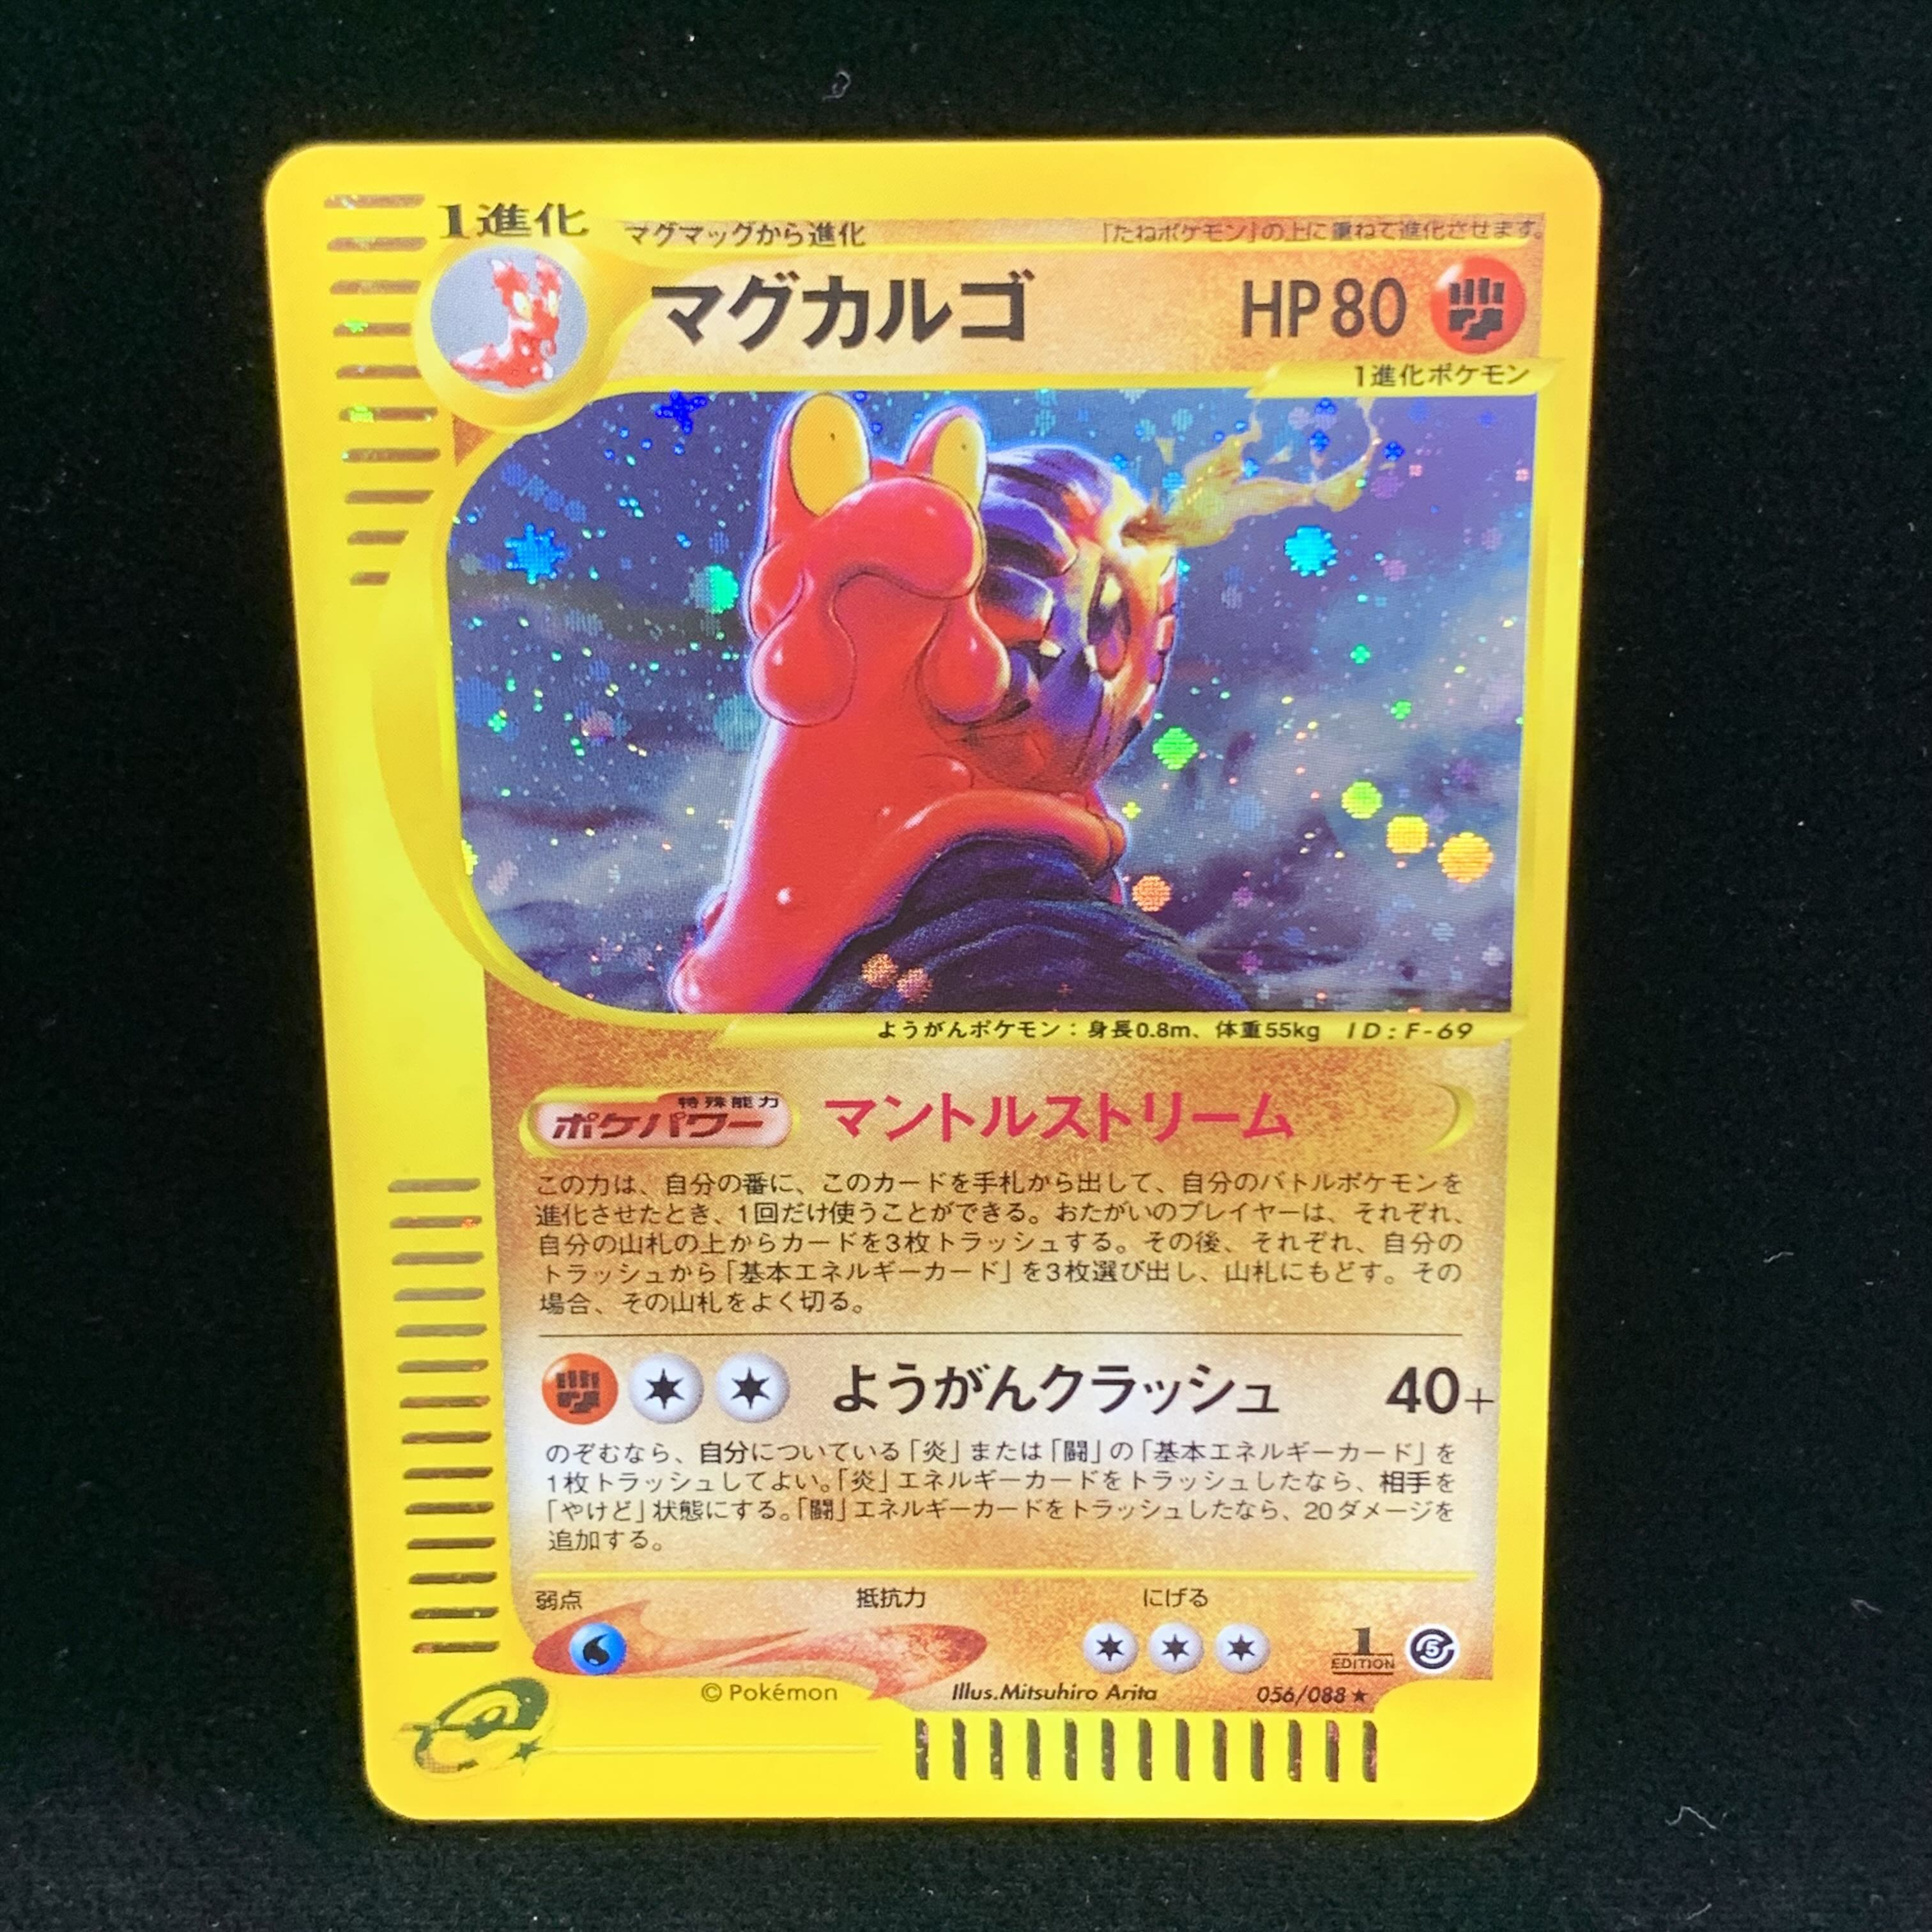 1進化
マグマッグから進化
「たねポケモン」の上に重ねて進化させます。
マグカルゴ
HP80
1進化ポケモン
ようがんポケモン：身長0.8m、体重55kg ID:F-69
特殊能力
ポケパワー
マントルストリーム
この力は、自分の番に、このカードを手札から出して、自分のバトルポケモンを
進化させたとき、1回だけ使うことができる。おたがいのプレイヤーは、それぞれ、
自分の山札の上からカードを3枚トラッシュする。その後、それぞれ、自分の
トラッシュから「基本エネルギーカード」を3枚選び出し、山札にもどす。その
場合、その山札をよく切る。
ようがんクラッシュ 40+
のぞむなら、自分についている「炎」または「闘」の「基本エネルギーカード」を
1枚トラッシュしてよい。「炎」エネルギーカードをトラッシュしたなら、相手を
「やけど」状態にする。「闘」エネルギーカードをトラッシュしたなら、20ダメージを
追加する。
弱点 抵抗力 にげる
1
EDITION
5
© Pokémon Illus.Mitsuhiro Arita 056/088★
e